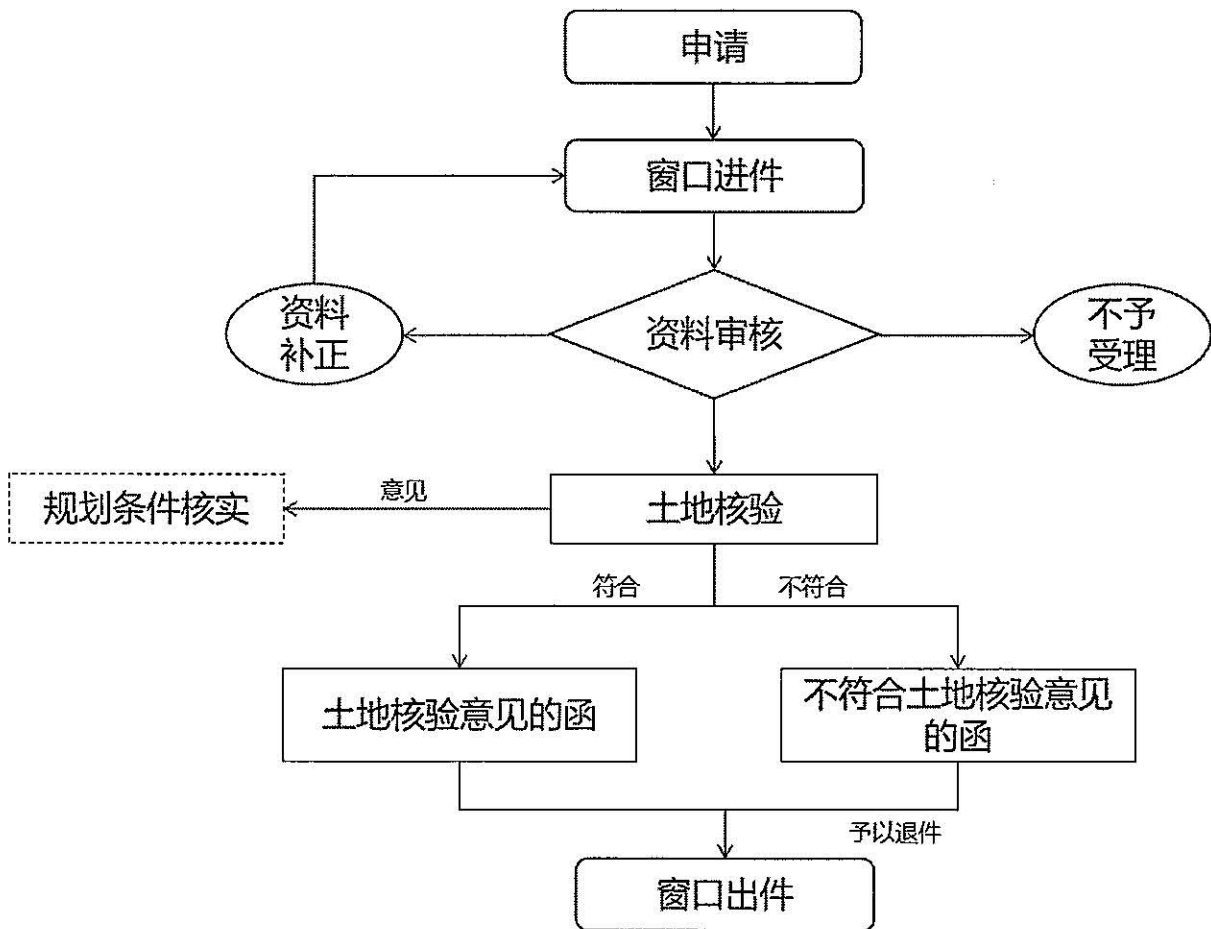 申请
窗口进件
资料
补正
资料审核
不予
受理
规划条件核实
意见
土地核验
符合
不符合
土地核验意见的函
不符合土地核验意见
的函
予以退件
窗口出件